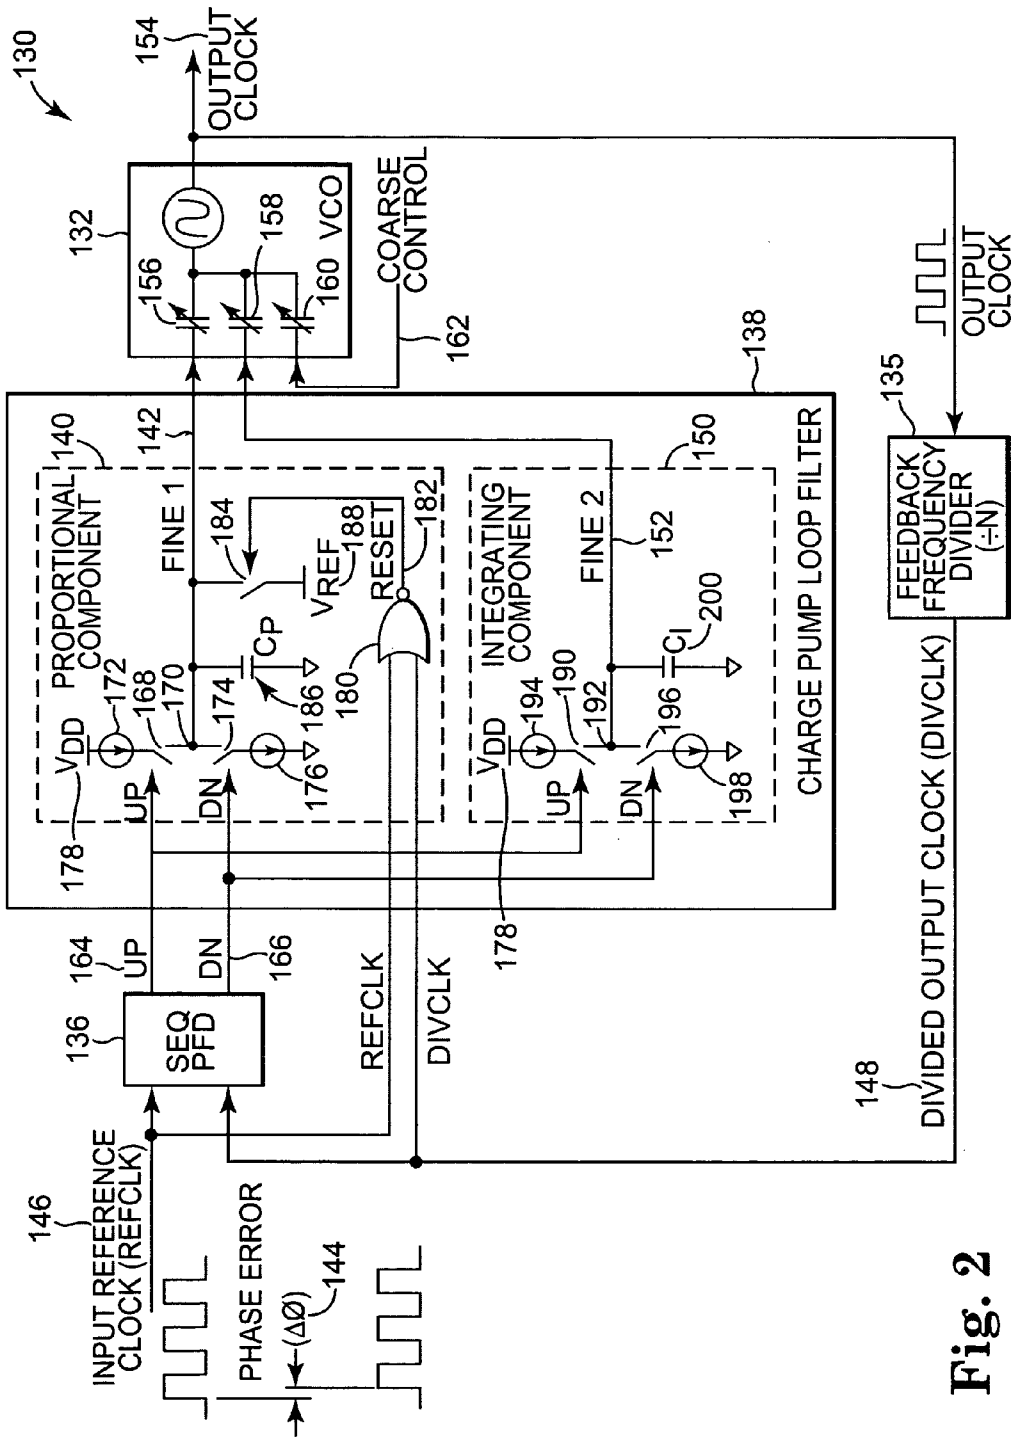 130
146
INPUT REFERENCE
CLOCK (REFCLK)
PHASE ERROR
(ΔØ)
144
136
SEQ
PFD
164
UP
DN
166
REFCLK
DIVCLK
PROPORTIONAL
COMPONENT
140
178
VDD
172
168
170
174
176
UP
DN
FINE 1
142
CP
186
184
VREF
188
180
RESET
182
INTEGRATING
COMPONENT
150
178
VDD
194
190
192
196
198
UP
DN
FINE 2
152
CI
200
CHARGE PUMP LOOP FILTER
138
132
156
158
160
VCO
COARSE
CONTROL
162
154
OUTPUT
CLOCK
OUTPUT
CLOCK
135
FEEDBACK
FREQUENCY
DIVIDER
(÷N)
148
DIVIDED OUTPUT CLOCK (DIVCLK)
Fig. 2